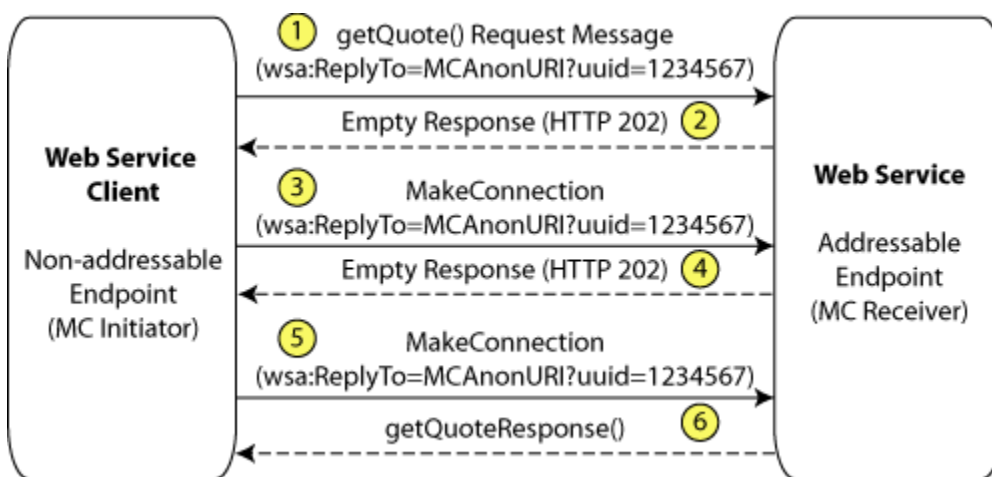 1 getQuote() Request Message
(wsa:ReplyTo=MCAnonURI?uuid=1234567)
Empty Response (HTTP 202) 2
Web Service
Client
Non-addressable
Endpoint
(MC Initiator)
3 MakeConnection
(wsa:ReplyTo=MCAnonURI?uuid=1234567)
Empty Response (HTTP 202) 4
5 MakeConnection
(wsa:ReplyTo=MCAnonURI?uuid=1234567)
getQuoteResponse() 6
Web Service
Addressable
Endpoint
(MC Receiver)